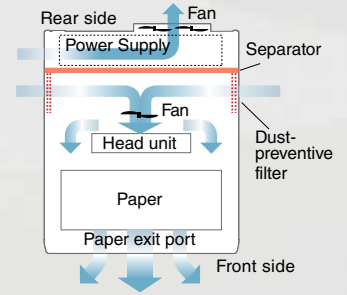 Rear side
Fan
Power Supply
Separator
Fan
Head unit
Dust-
preventive
filter
Paper
Paper exit port
Front side